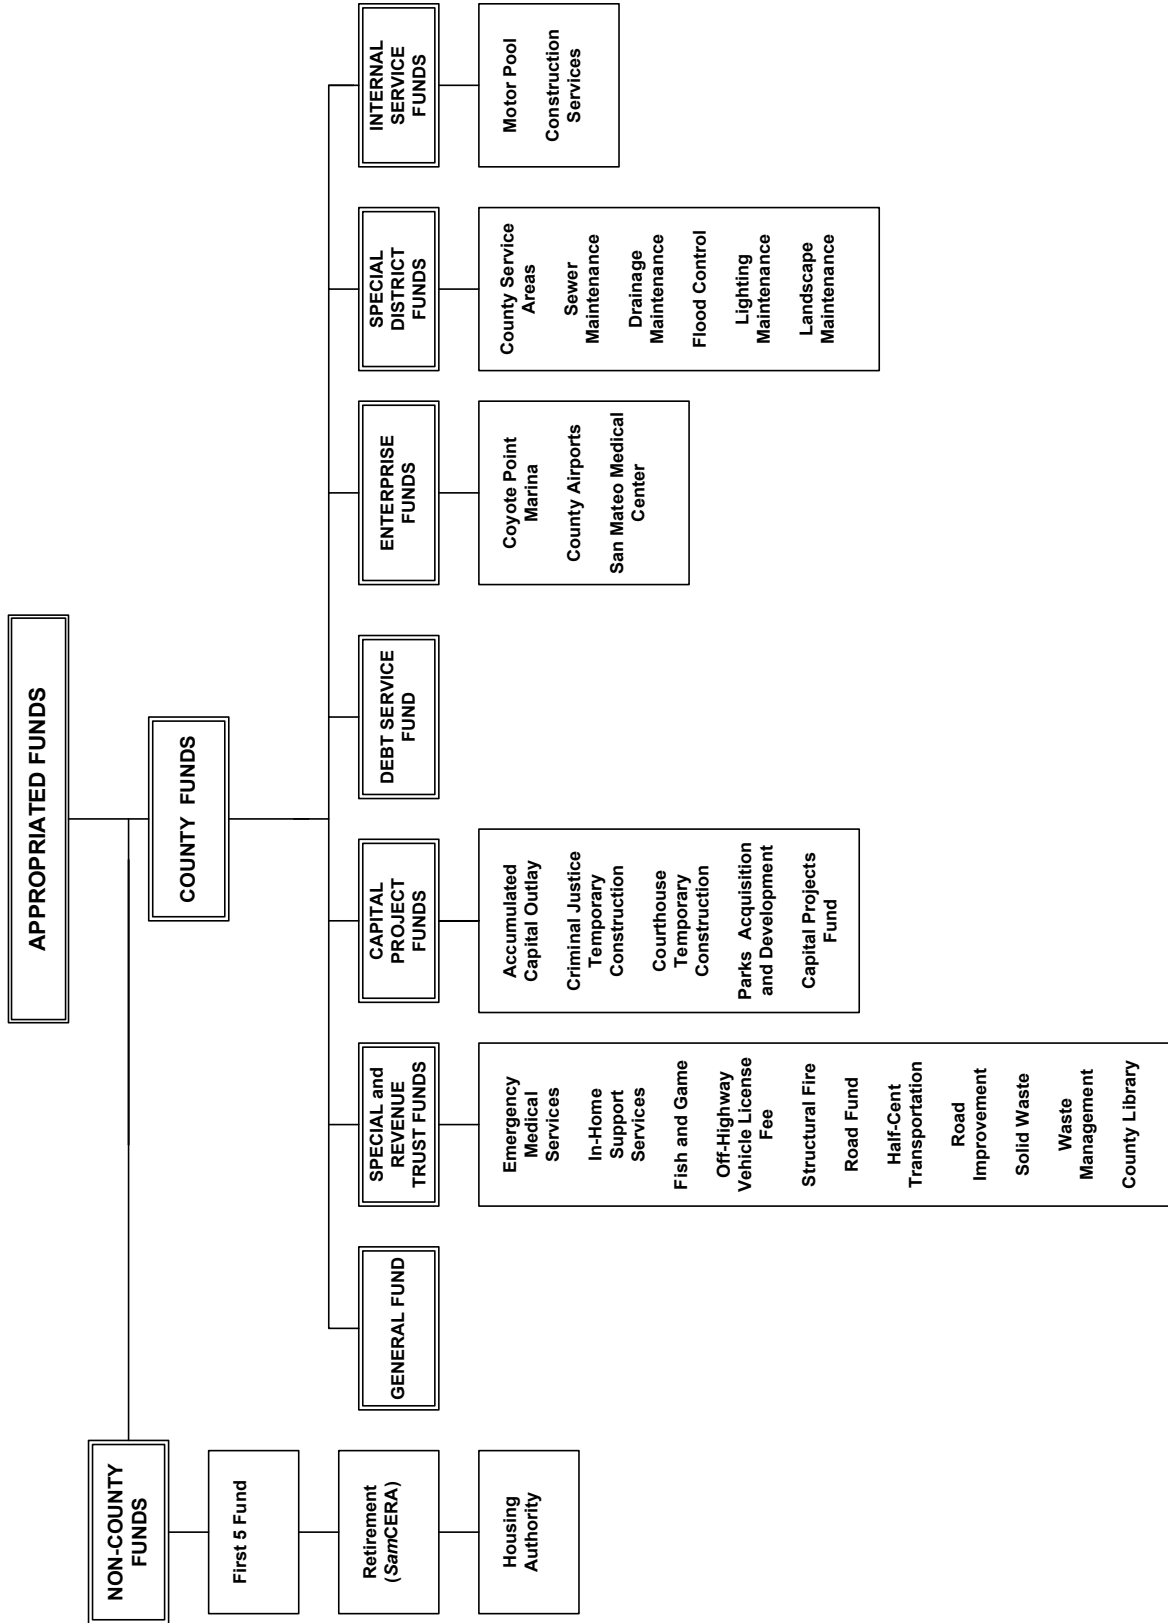 APPROPRIATED FUNDS
NON-COUNTY
FUNDS
First 5 Fund
Retirement
(SamCERA)
Housing
Authority
COUNTY FUNDS
GENERAL FUND
SPECIAL and
REVENUE
TRUST FUNDS
Emergency
Medical
Services
In-Home
Support
Services
Fish and Game
Off-Highway
Vehicle License
Fee
Structural Fire
Road Fund
Half-Cent
Transportation
Road
Improvement
Solid Waste
Waste
Management
County Library
CAPITAL
PROJECT
FUNDS
Accumulated
Capital Outlay
Criminal Justice
Temporary
Construction
Courthouse
Temporary
Construction
Parks Acquisition
and Development
Capital Projects
Fund
DEBT SERVICE
FUND
ENTERPRISE
FUNDS
Coyote Point
Marina
County Airports
San Mateo Medical
Center
SPECIAL
DISTRICT
FUNDS
County Service
Areas
Sewer
Maintenance
Drainage
Maintenance
Flood Control
Lighting
Maintenance
Landscape
Maintenance
INTERNAL
SERVICE
FUNDS
Motor Pool
Construction
Services